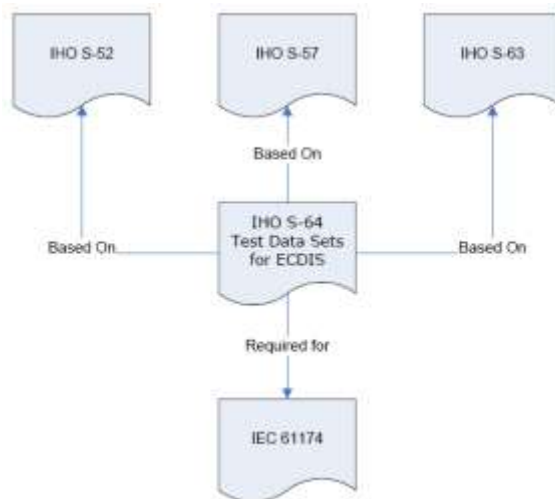 IHO S-52
IHO S-57
IHO S-63
Based On
IHO S-64
Test Data Sets
for ECDIS
Based On
Based On
Required for
IEC 61174